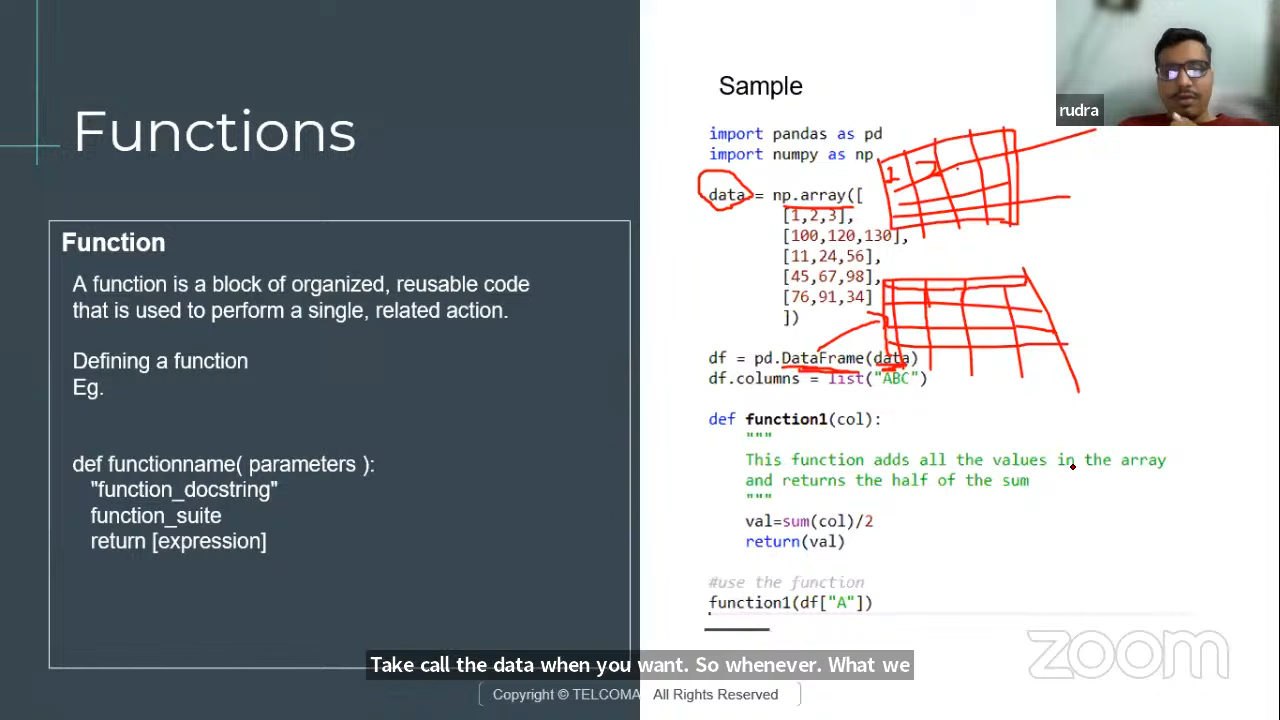 Functions
Function
A function is a block of organized, reusable code
that is used to perform a single, related action.
Defining a function
Eg.
def functionname( parameters ):
"function_docstring"
function_suite
return [expression]
Sample
import pandas as pd
import numpy as np
data = np.array([
[1,2,3],
[100,120,130],
[11,24,56],
[45,67,98],
[76,91,34]
])
df = pd.DataFrame(data)
df.columns = list("ABC")
def function1(col):
"""
This function adds all the values in the array
and returns the half of the sum
"""
val=sum(col)/2
return(val)
#use the function
function1(df["A"])
1 2
rudra
zoom
Take call the data when you want. So whenever. What we
Copyright © TELCOMA All Rights Reserved